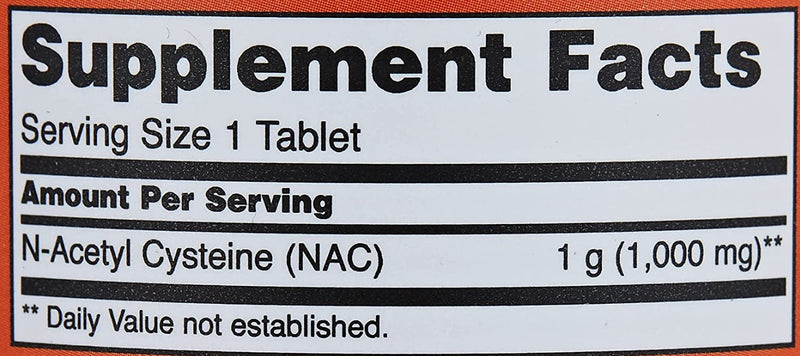 Supplement Facts
Serving Size 1 Tablet
Amount Per Serving
N-Acetyl Cysteine (NAC) 1 g (1,000 mg)**
** Daily Value not established.